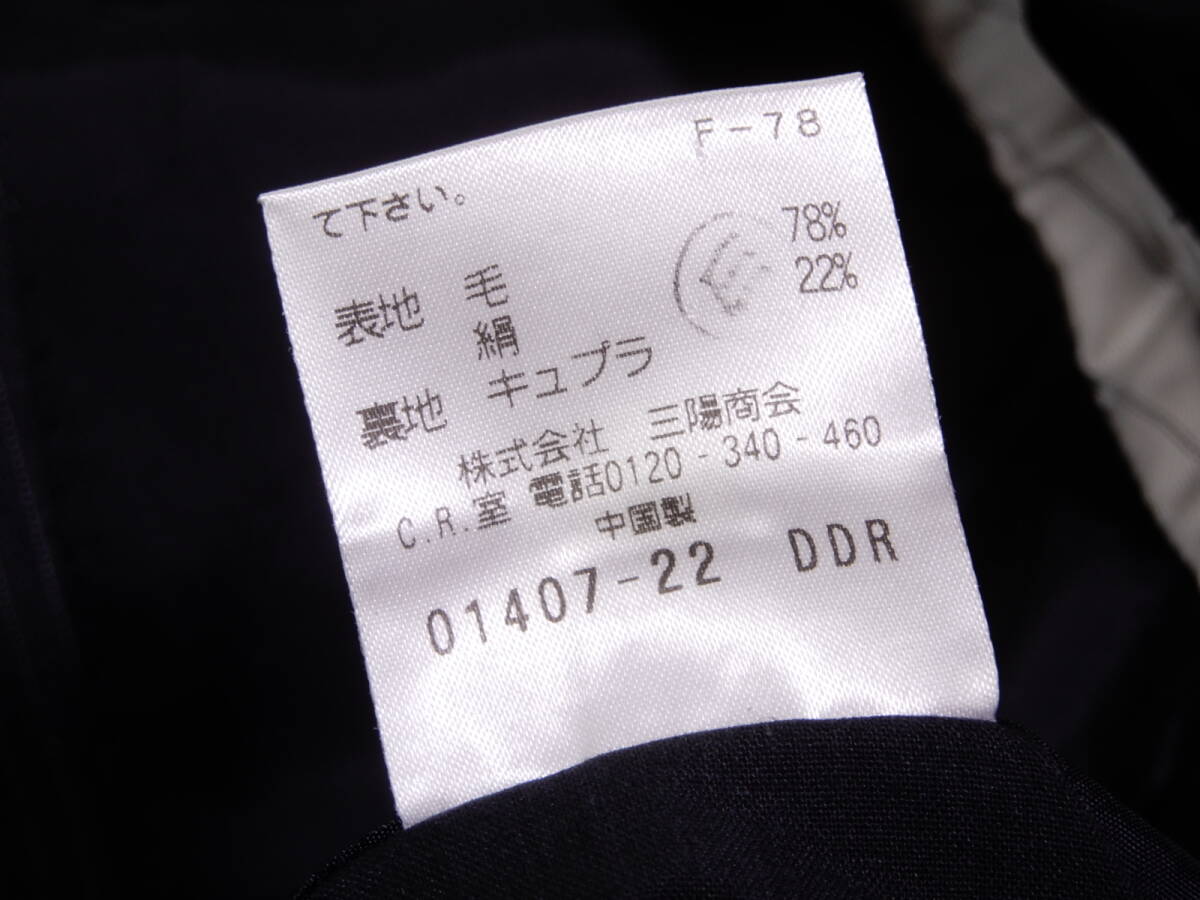 F-78
て下さい。
表地 毛 78%
絹 22%
裏地 キュプラ
株式会社 三陽商会
C.R.室 電話0120-340-460
中国製
01407-22 DDR